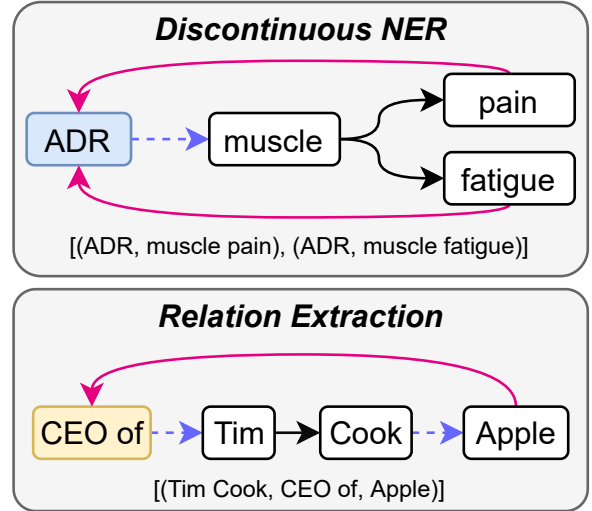 Discontinuous NER
pain
ADR
muscle
fatigue
[(ADR, muscle pain), (ADR, muscle fatigue)]
Relation Extraction
CEO of
Tim
Cook
Apple
[(Tim Cook, CEO of, Apple)]